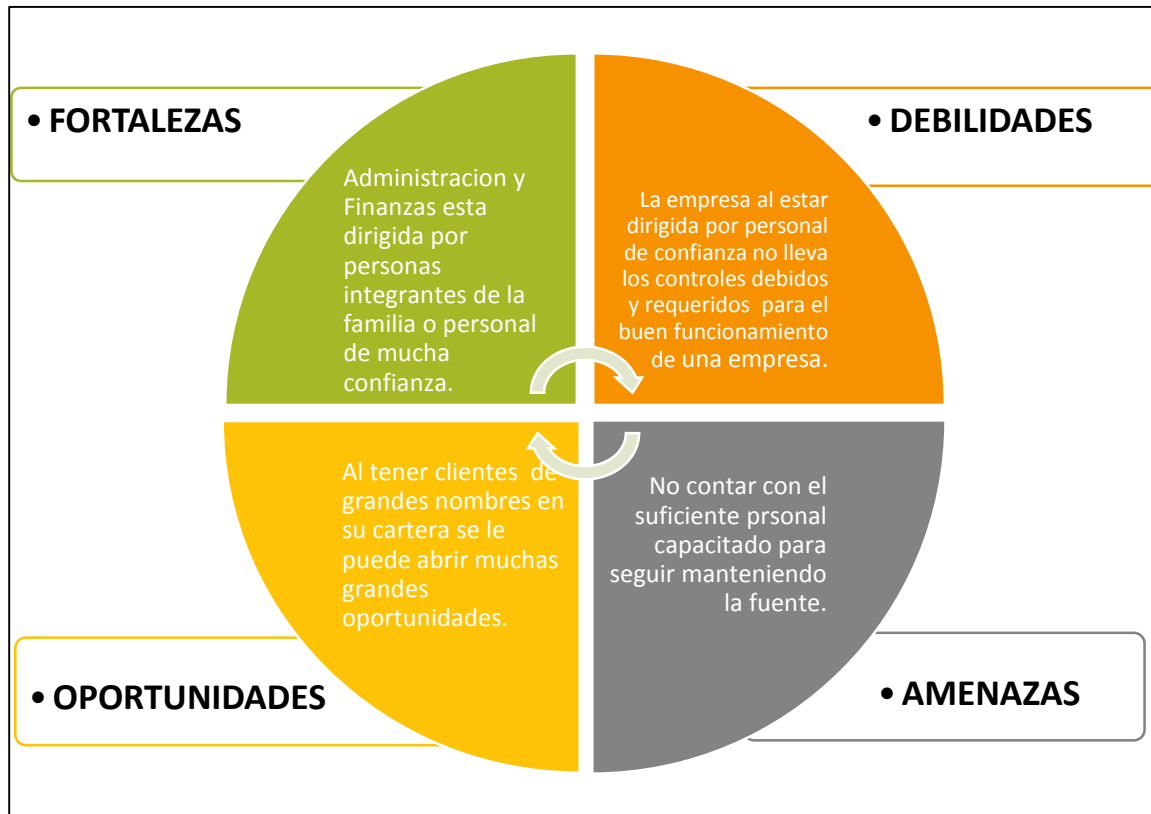 • FORTALEZAS
Administracion y
Finanzas esta
dirigida por
personas
integrantes de la
familia o personal
de mucha
confianza.
• DEBILIDADES
La empresa al estar
dirigida por personal
de confianza no lleva
los controles debidos
y requeridos para el
buen funcionamiento
de una empresa.
Al tener clientes de
grandes nombres en
su cartera se le
puede abrir muchas
grandes
oportunidades.
• OPORTUNIDADES
No contar con el
suficiente prsonal
capacitado para
seguir manteniendo
la fuente.
• AMENAZAS